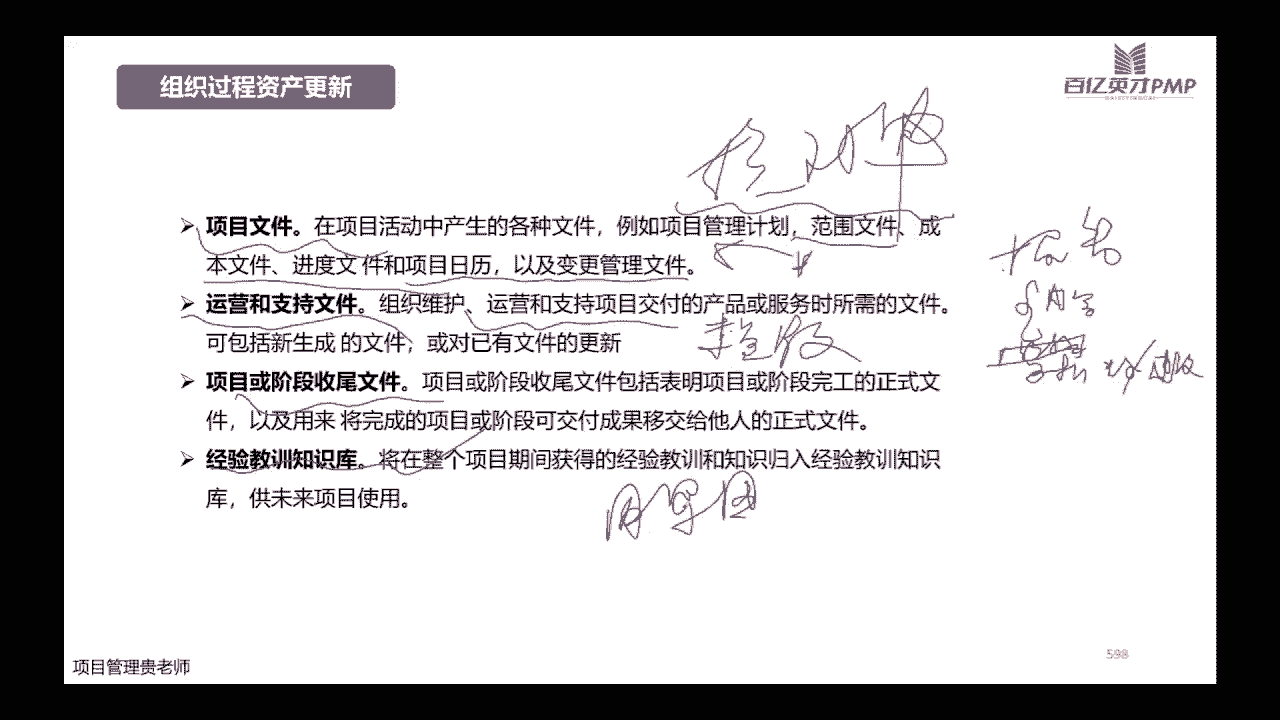 组织过程资产更新
百亿英才PMP
项目文件。在项目活动中产生的各种文件，例如项目管理计划，范围文件、成
本文件、进度文 件和项目日历，以及变更管理文件。
运营和支持文件。组织维护、运营和支持项目交付的产品或服务时所需的文件。
可包括新生成 的文件，或对已有文件的更新
项目或阶段收尾文件。项目或阶段收尾文件包括表明项目或阶段完工的正式文
件，以及用来 将完成的项目或阶段可交付成果移交给他人的正式文件。
经验教训知识库。将在整个项目期间获得的经验教训和知识归入经验教训知识
库，供未来项目使用。
项目管理贵老师
598